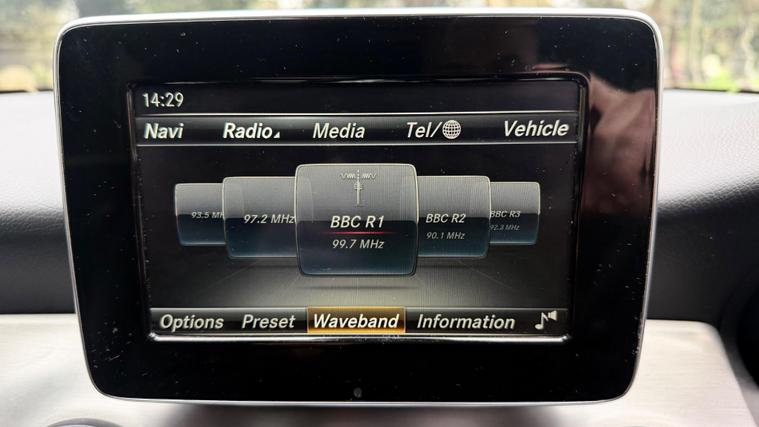 14:29
Navi Radio Media Tel/ Vehicle
93.5 MH 97.2 MHz BBC R1 99.7 MHz BBC R2 90.1 MHz BBC R3 92.3 MHz
Options Preset Waveband Information